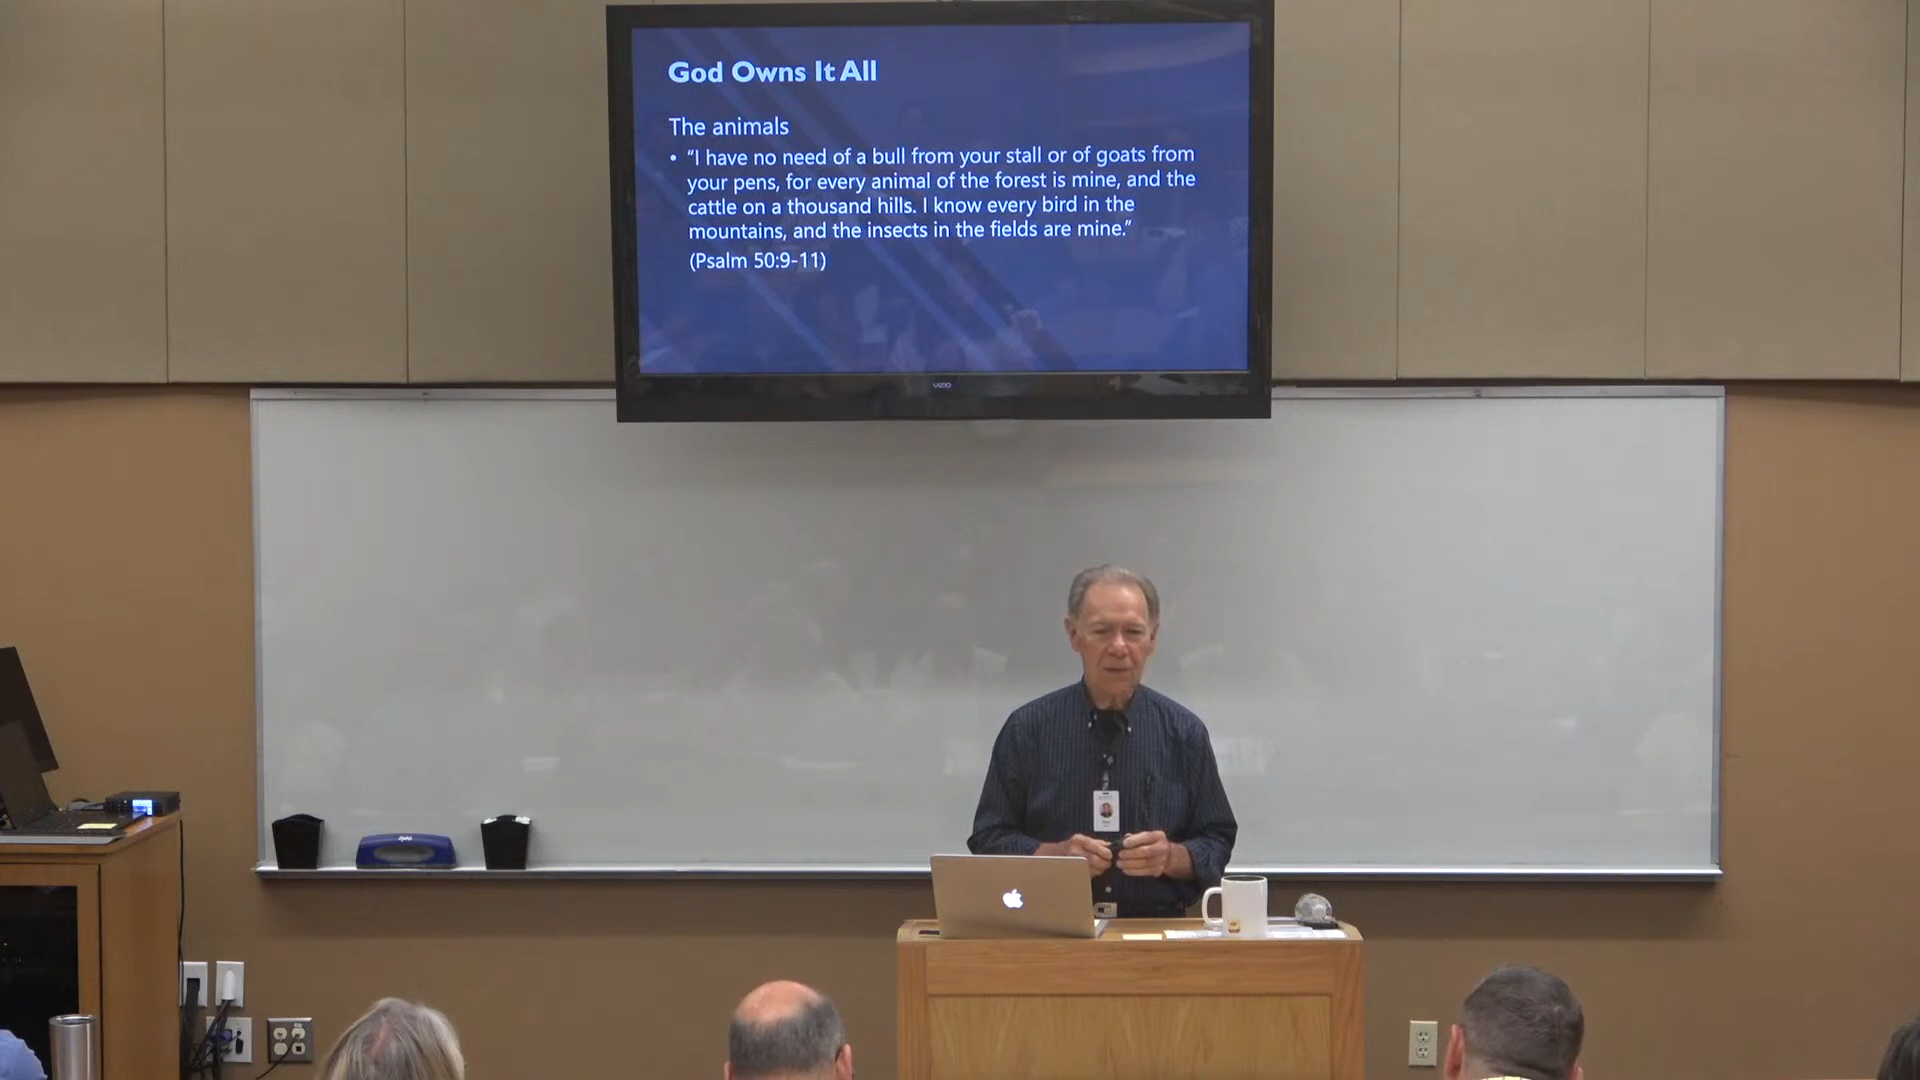 God Owns It All
The animals
• “I have no need of a bull from your stall or of goats from
your pens, for every animal of the forest is mine, and the
cattle on a thousand hills. I know every bird in the
mountains, and the insects in the fields are mine.”
(Psalm 50:9-11)
VIZIO